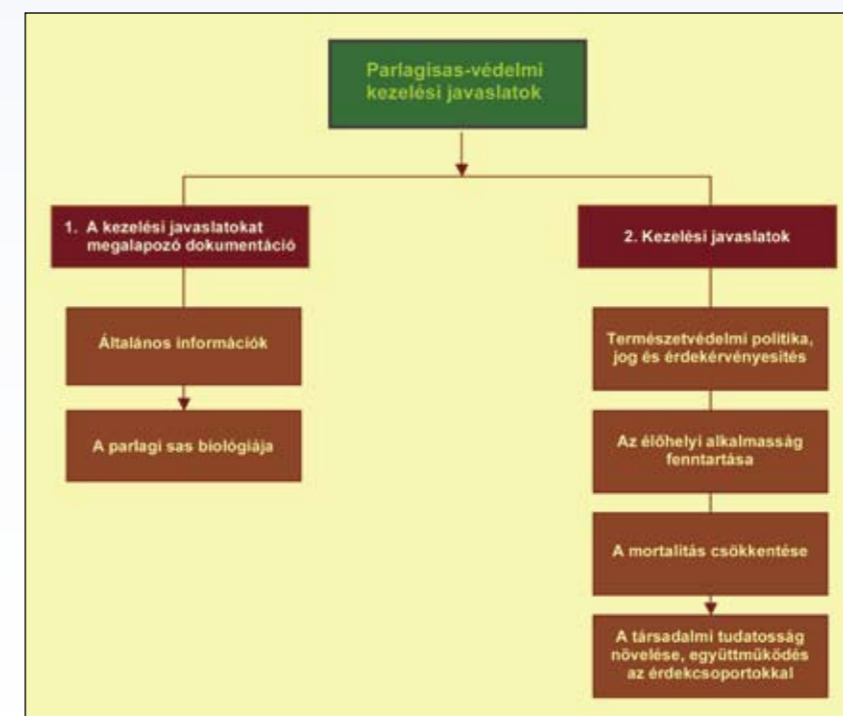 Parlagisas-védelmi
kezelési javaslatok
1. A kezelési javaslatokat
megalapozó dokumentáció
Általános információk
A parlagi sas biológiája
2. Kezelési javaslatok
Természetvédelmi politika,
jog és érdekérvényesítés
Az élőhelyi alkalmasság
fenntartása
A mortalitás csökkentése
A társadalmi tudatosság
növelése, együttműködés
az érdekcsoportokkal